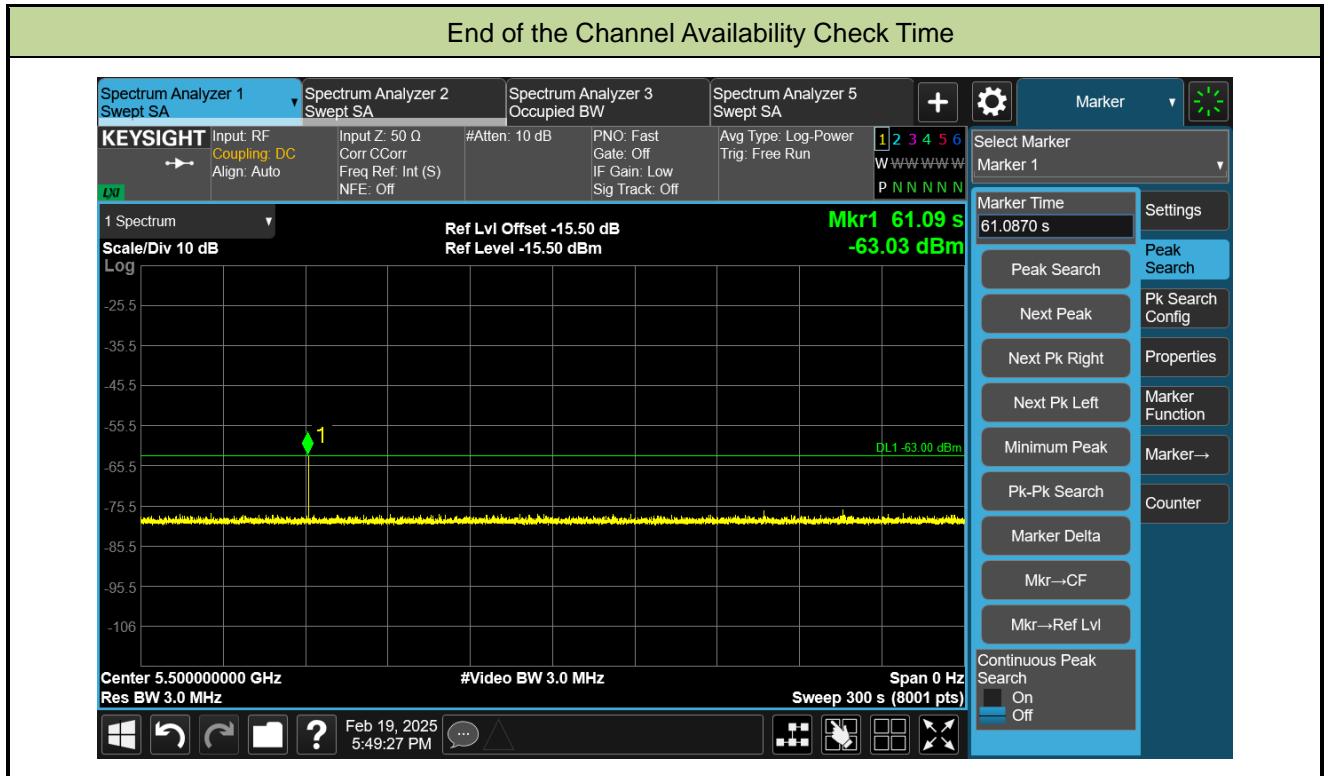 End of the Channel Availability Check Time
Spectrum Analyzer 1
Swept SA
Spectrum Analyzer 2
Swept SA
Spectrum Analyzer 3
Occupied BW
Spectrum Analyzer 5
Swept SA
+
Marker
KEYSIGHT
LXI
Input: RF
Coupling: DC
Align: Auto
Input Z: 50 Ω
Corr CCorr
Freq Ref: Int (S)
NFE: Off
#Atten: 10 dB
PNO: Fast
Gate: Off
IF Gain: Low
Sig Track: Off
Avg Type: Log-Power
Trig: Free Run
1 2 3 4 5 6
W W W W W W
P N N N N N
Select Marker
Marker 1
1 Spectrum
Scale/Div 10 dB
Log
Ref Lvl Offset -15.50 dB
Ref Level -15.50 dBm
Mkr1 61.09 s
-63.03 dBm
-25.5
-35.5
-45.5
-55.5
-65.5
-75.5
-85.5
-95.5
-106
1
DL1 -63.00 dBm
Center 5.500000000 GHz
Res BW 3.0 MHz
#Video BW 3.0 MHz
Span 0 Hz
Sweep 300 s (8001 pts)
Marker Time
61.0870 s
Peak Search
Next Peak
Next Pk Right
Next Pk Left
Minimum Peak
Pk-Pk Search
Marker Delta
Mkr→CF
Mkr→Ref Lvl
Continuous Peak
Search
On
Off
Settings
Peak
Search
Pk Search
Config
Properties
Marker
Function
Marker→
Counter
?
Feb 19, 2025
5:49:27 PM